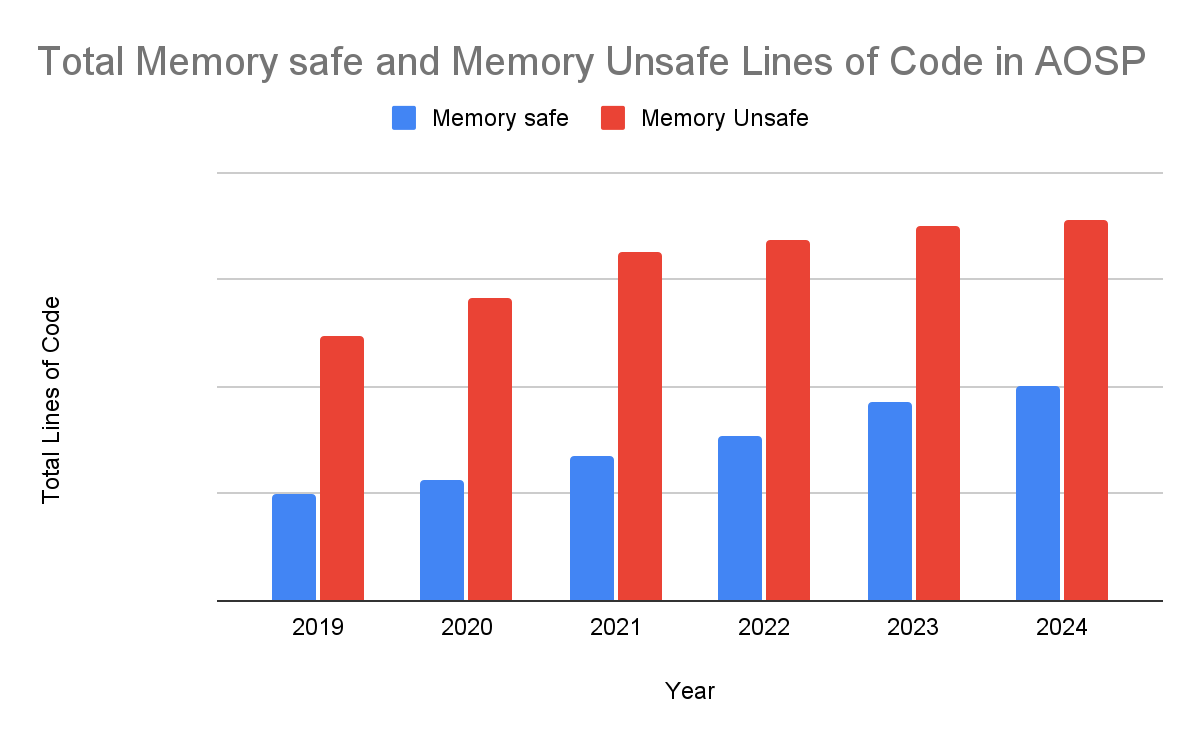 Total Memory safe and Memory Unsafe Lines of Code in AOSP
Memory safe Memory Unsafe
Total Lines of Code
2019 2020 2021 2022 2023 2024
Year